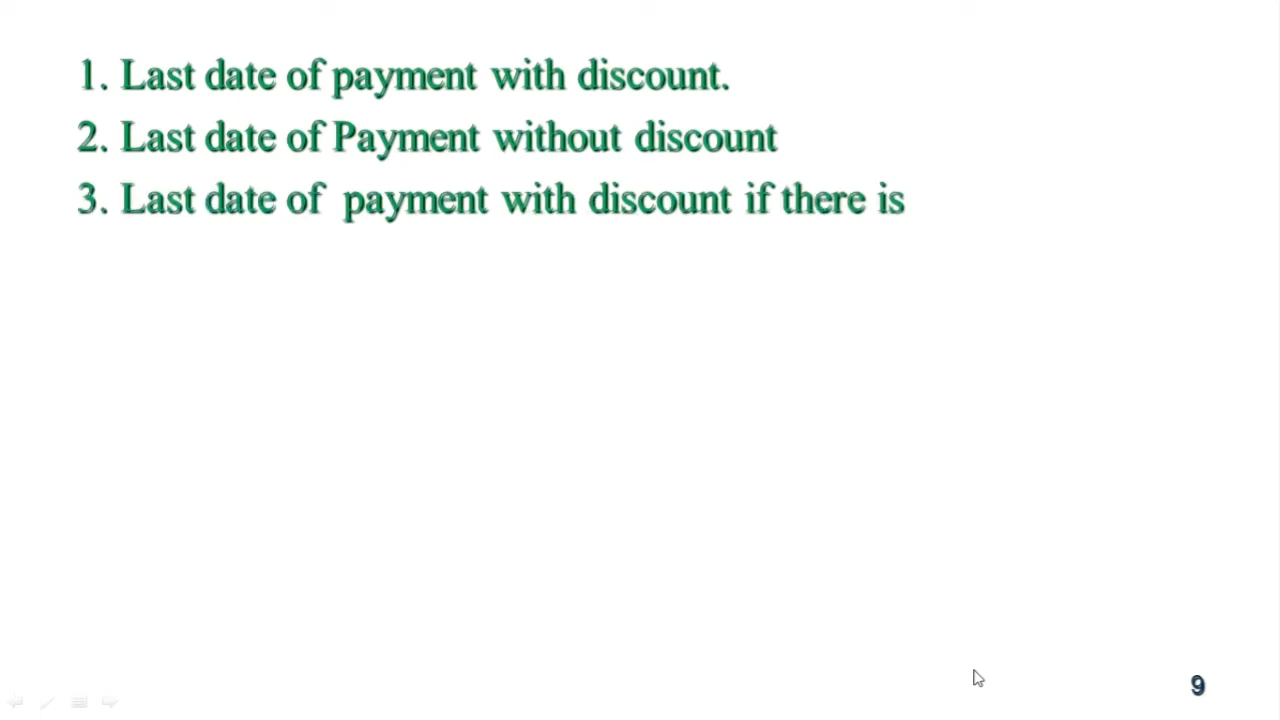 1. Last date of payment with discount.
2. Last date of Payment without discount
3. Last date of  payment with discount if there is
9